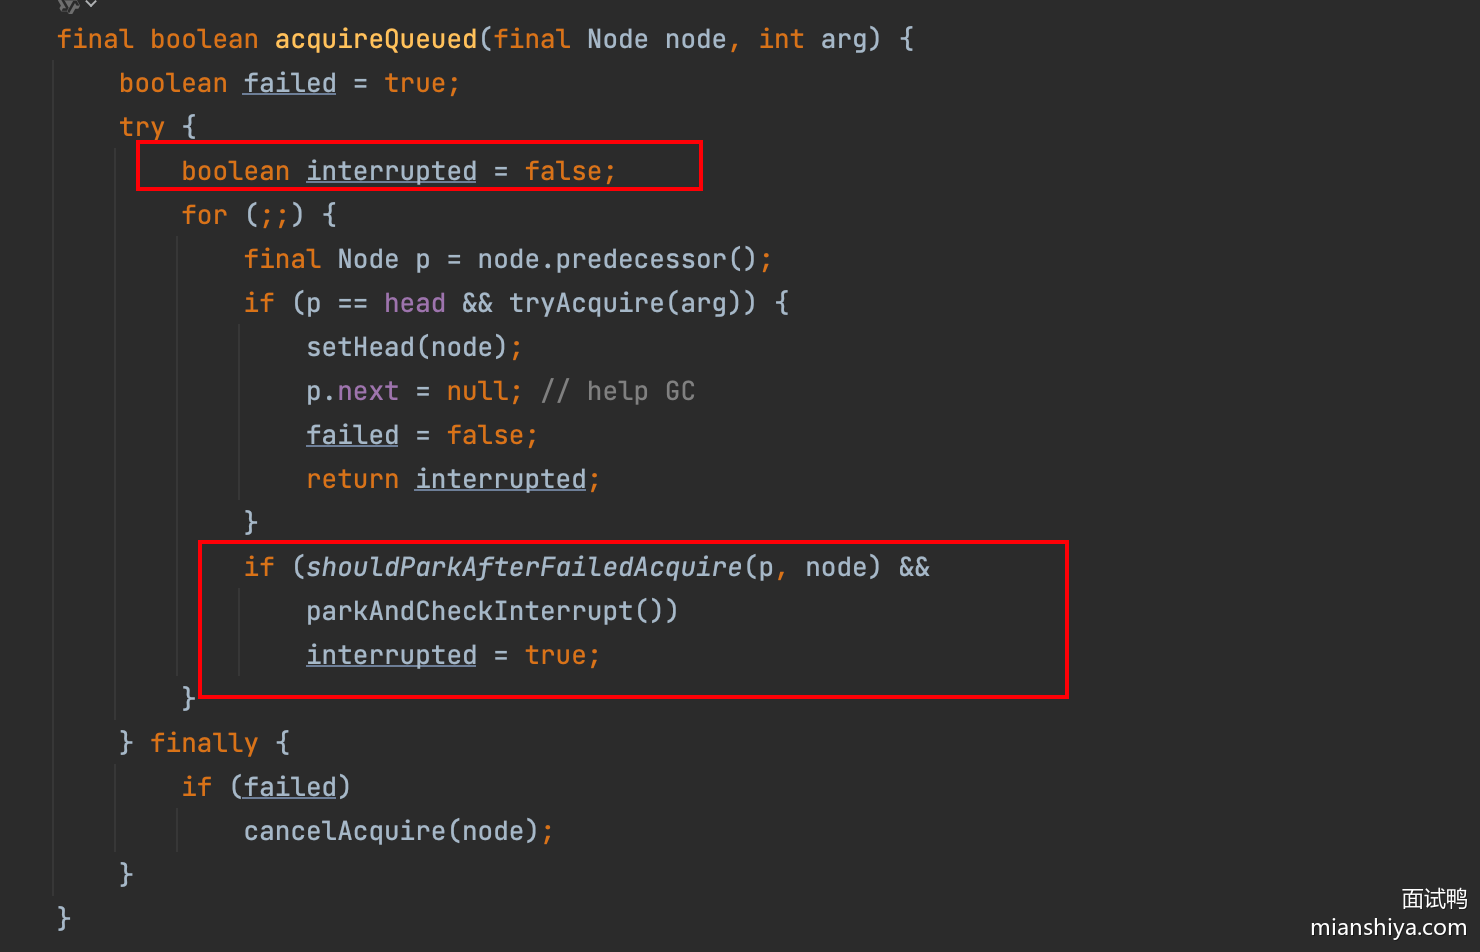 final boolean acquireQueued(final Node node, int arg) {
    boolean failed = true;
    try {
        boolean interrupted = false;
        for (;;) {
            final Node p = node.predecessor();
            if (p == head && tryAcquire(arg)) {
                setHead(node);
                p.next = null; // help GC
                failed = false;
                return interrupted;
            }
            if (shouldParkAfterFailedAcquire(p, node) &&
                parkAndCheckInterrupt())
                interrupted = true;
        }
    } finally {
        if (failed)
            cancelAcquire(node);
    }
}
面试鸭
mianshiya.com